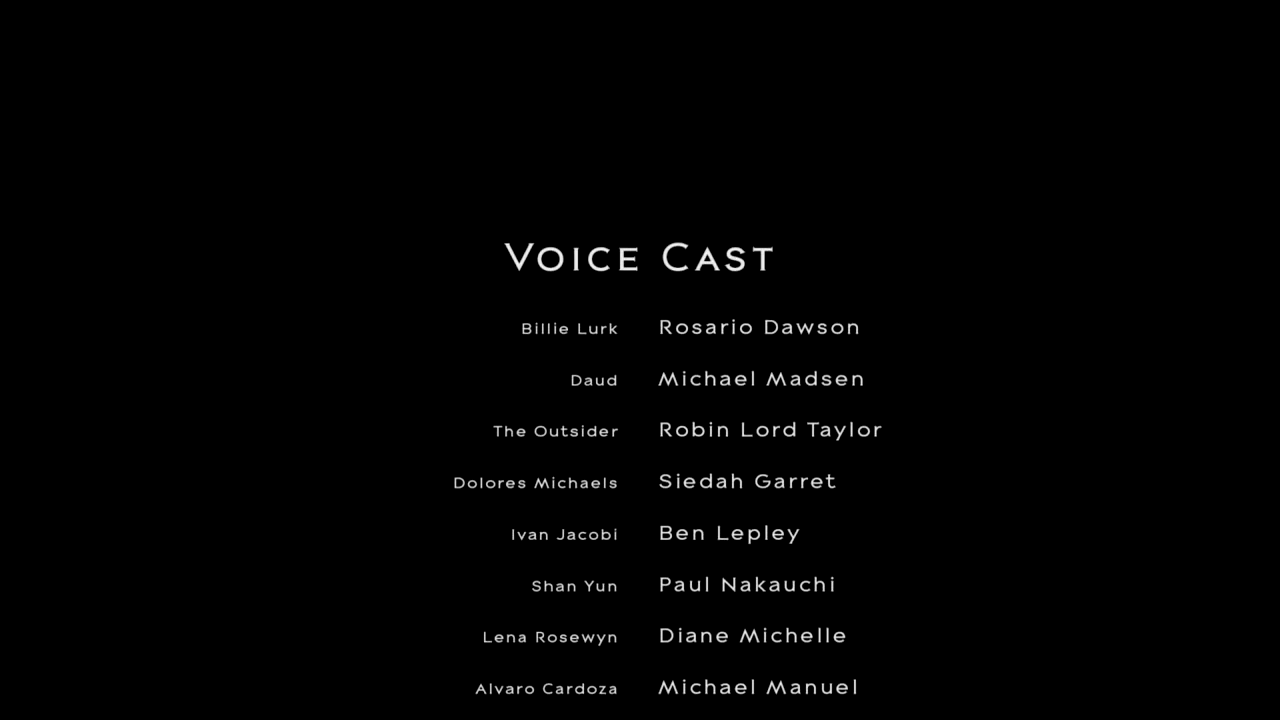 Voice Cast
Billie Lurk Rosario Dawson
Daud Michael Madsen
The Outsider Robin Lord Taylor
Dolores Michaels Siedah Garret
Ivan Jacobi Ben Lepley
Shan Yun Paul Nakauchi
Lena Rosewyn Diane Michelle
Alvaro Cardoza Michael Manuel